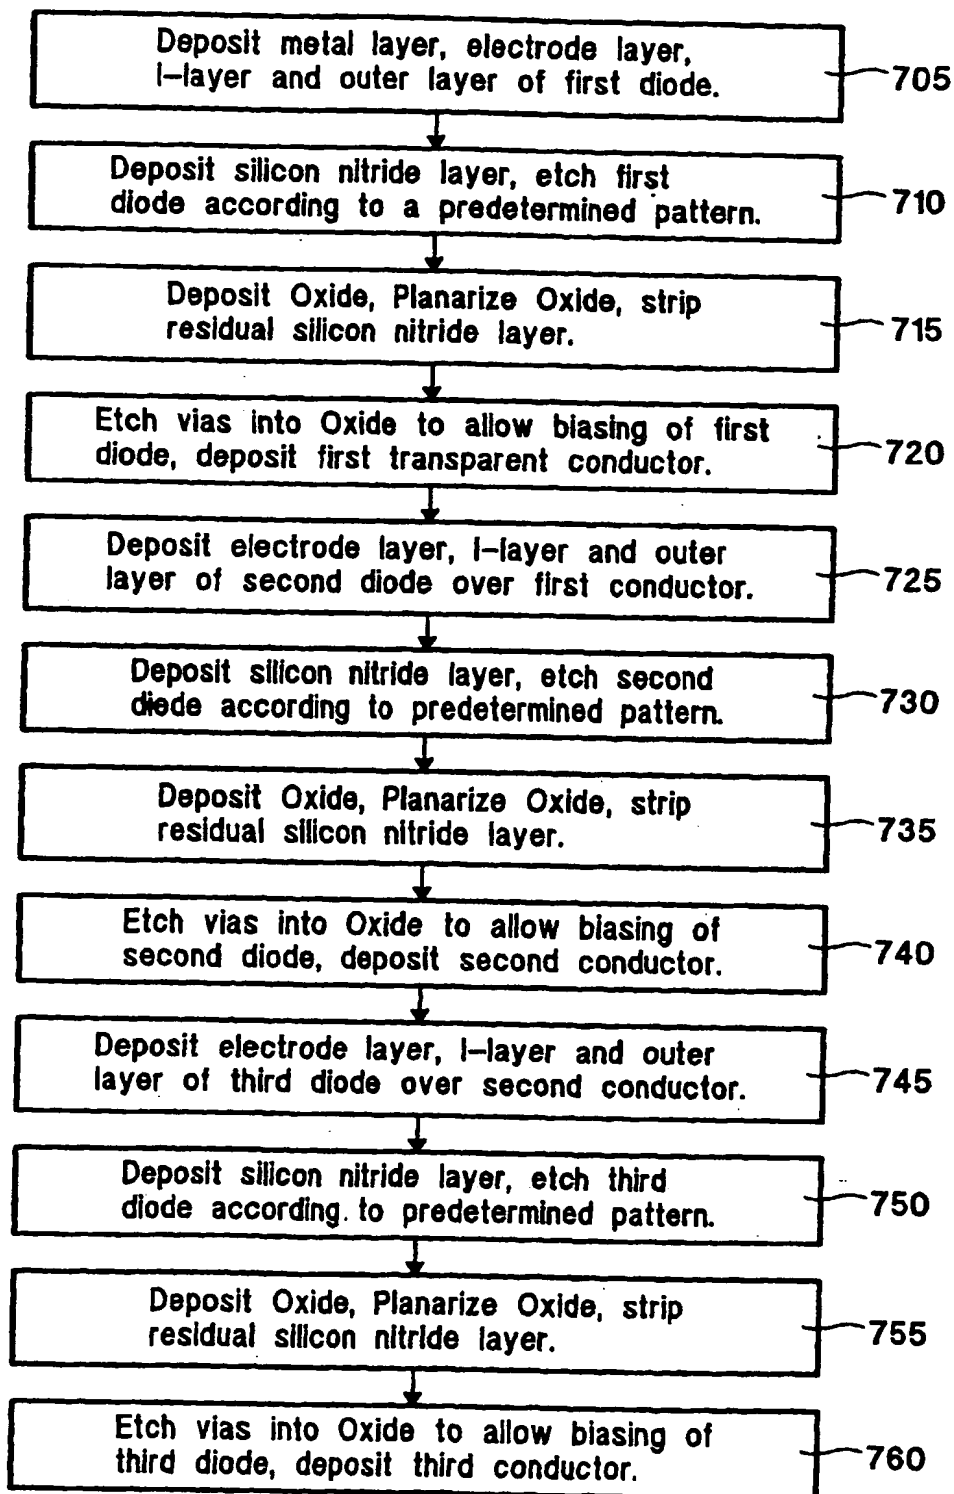 Deposit metal layer, electrode layer,
I-layer and outer layer of first diode.
705
Deposit silicon nitride layer, etch first
diode according to a predetermined pattern.
710
Deposit Oxide, Planarize Oxide, strip
residual silicon nitride layer.
715
Etch vias into Oxide to allow biasing of first
diode, deposit first transparent conductor.
720
Deposit electrode layer, I-layer and outer
layer of second diode over first conductor.
725
Deposit silicon nitride layer, etch second
diode according to predetermined pattern.
730
Deposit Oxide, Planarize Oxide, strip
residual silicon nitride layer.
735
Etch vias into Oxide to allow biasing of
second diode, deposit second conductor.
740
Deposit electrode layer, I-layer and outer
layer of third diode over second conductor.
745
Deposit silicon nitride layer, etch third
diode according to predetermined pattern.
750
Deposit Oxide, Planarize Oxide, strip
residual silicon nitride layer.
755
Etch vias into Oxide to allow biasing of
third diode, deposit third conductor.
760